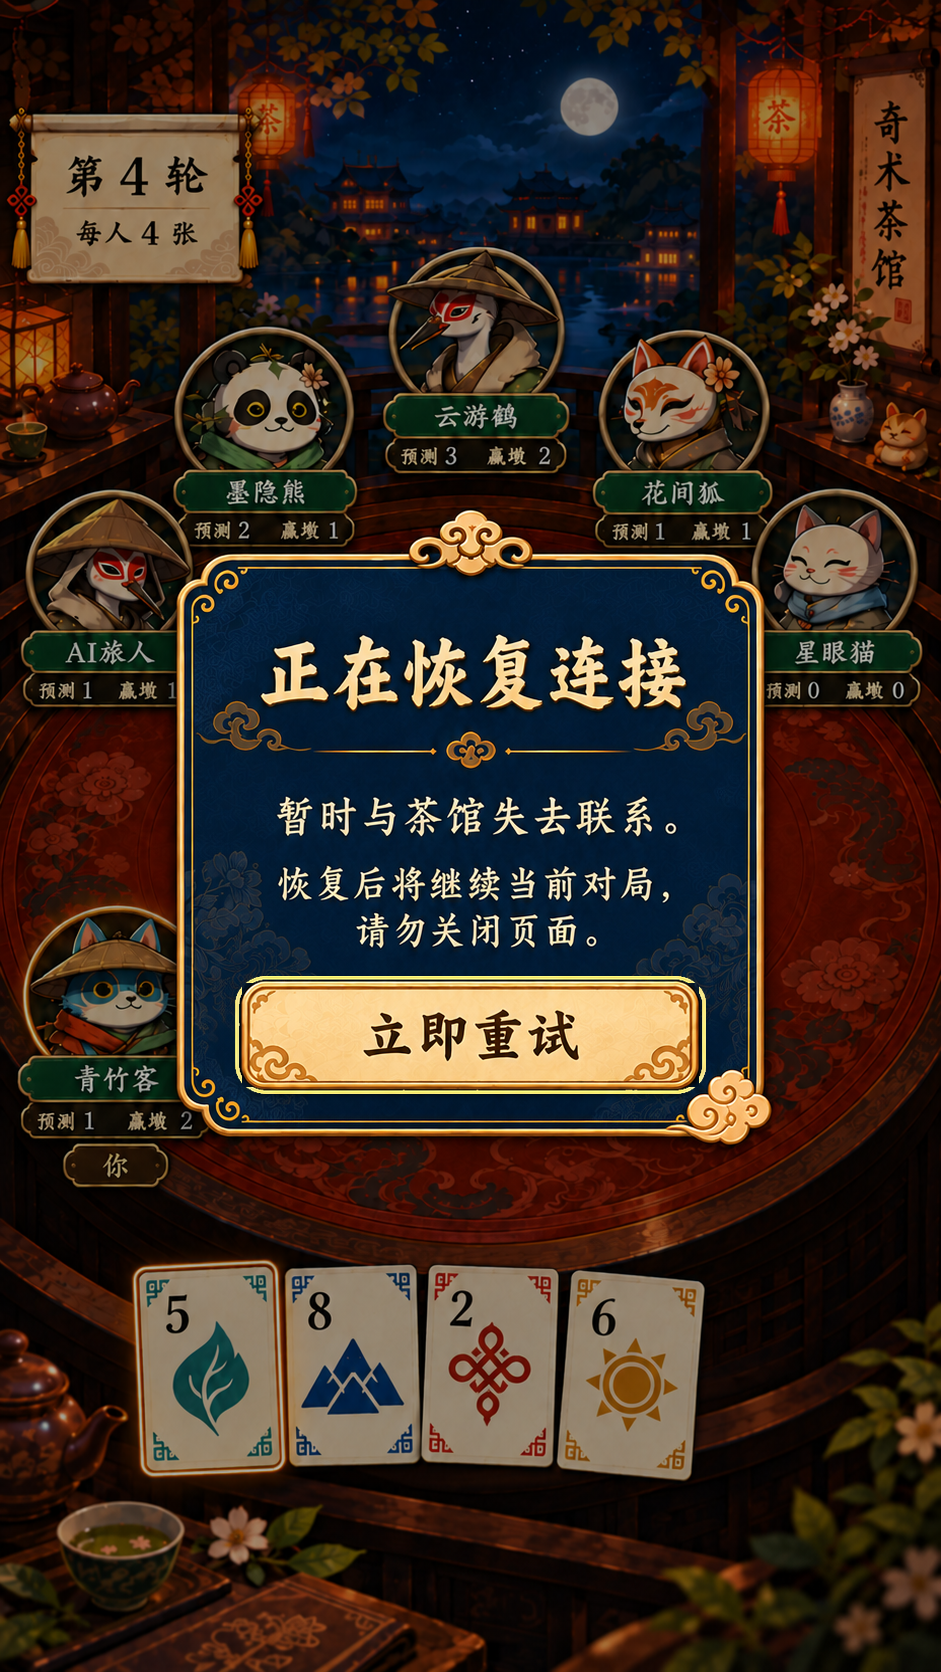 茶
茶
奇术茶馆
第4轮
每人4张
云游鹤
预测3 赢墩2
墨隐熊
预测2 赢墩1
花间狐
预测1 赢墩1
AI旅人
预测1 赢墩1
星眼猫
预测0 赢墩0
正在恢复连接
暂时与茶馆失去联系。
恢复后将继续当前对局，
请勿关闭页面。
立即重试
青竹客
预测1 赢墩2
你
5
8
2
6